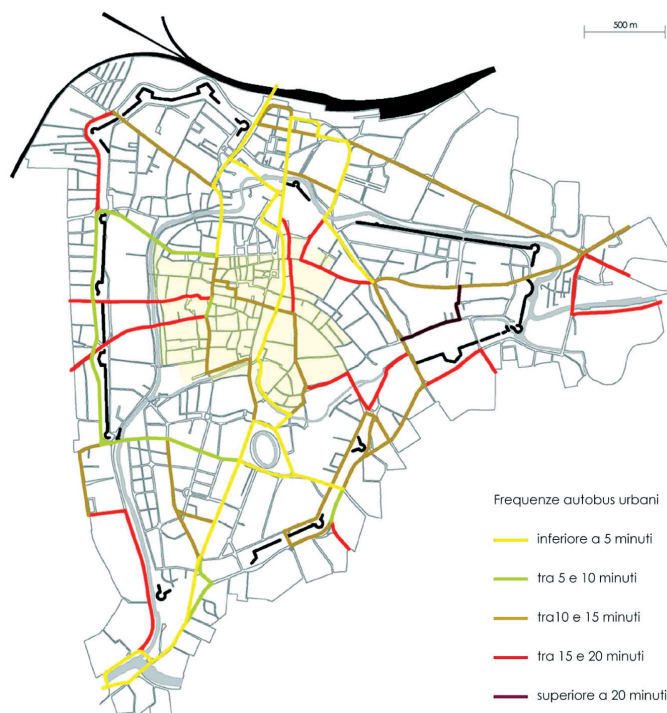 500 m
Frequenze autobus urbani
inferiore a 5 minuti
tra 5 e 10 minuti
tra10 e 15 minuti
tra 15 e 20 minuti
superiore a 20 minuti